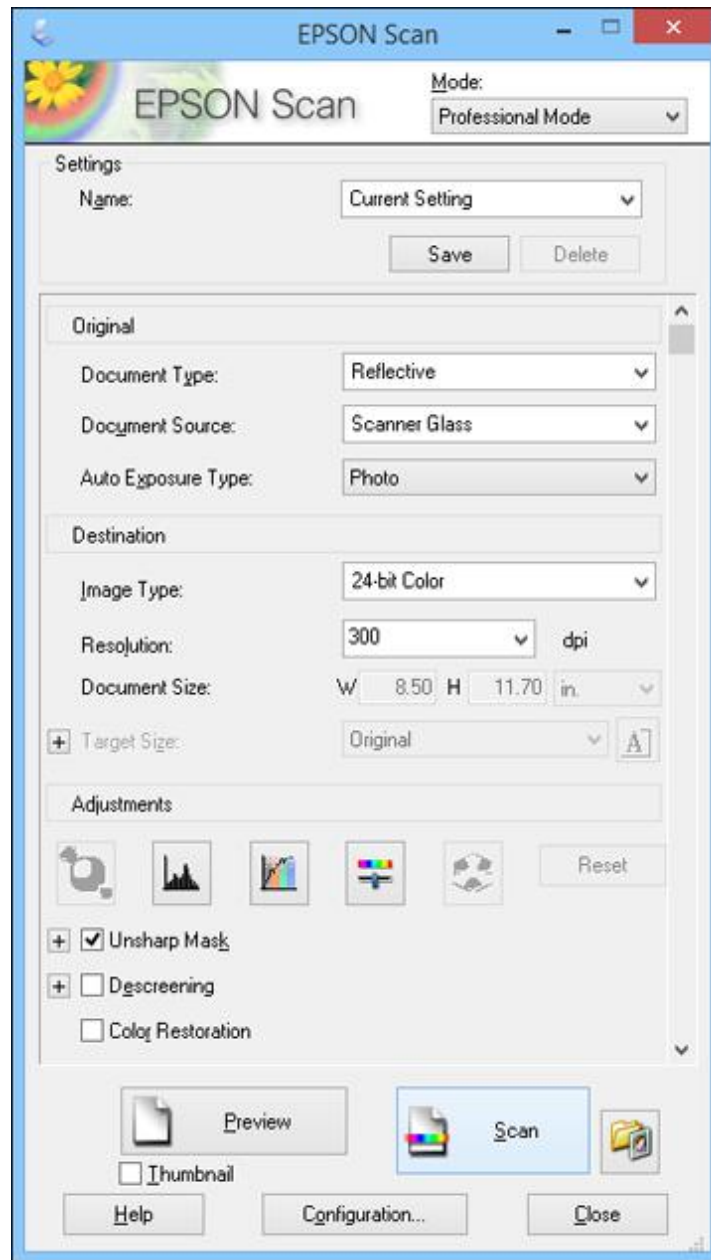 EPSON Scan
EPSON Scan
Mode:
Professional Mode
Settings
Name:
Current Setting
Save
Delete
Original
Document Type:
Reflective
Document Source:
Scanner Glass
Auto Exposure Type:
Photo
Destination
Image Type:
24-bit Color
Resolution:
300
dpi
Document Size:
W 8.50 H 11.70 in.
Target Size:
Original
A
Adjustments
Reset
Unsharp Mask
Descreening
Color Restoration
Preview
Scan
Thumbnail
Help
Configuration...
Close